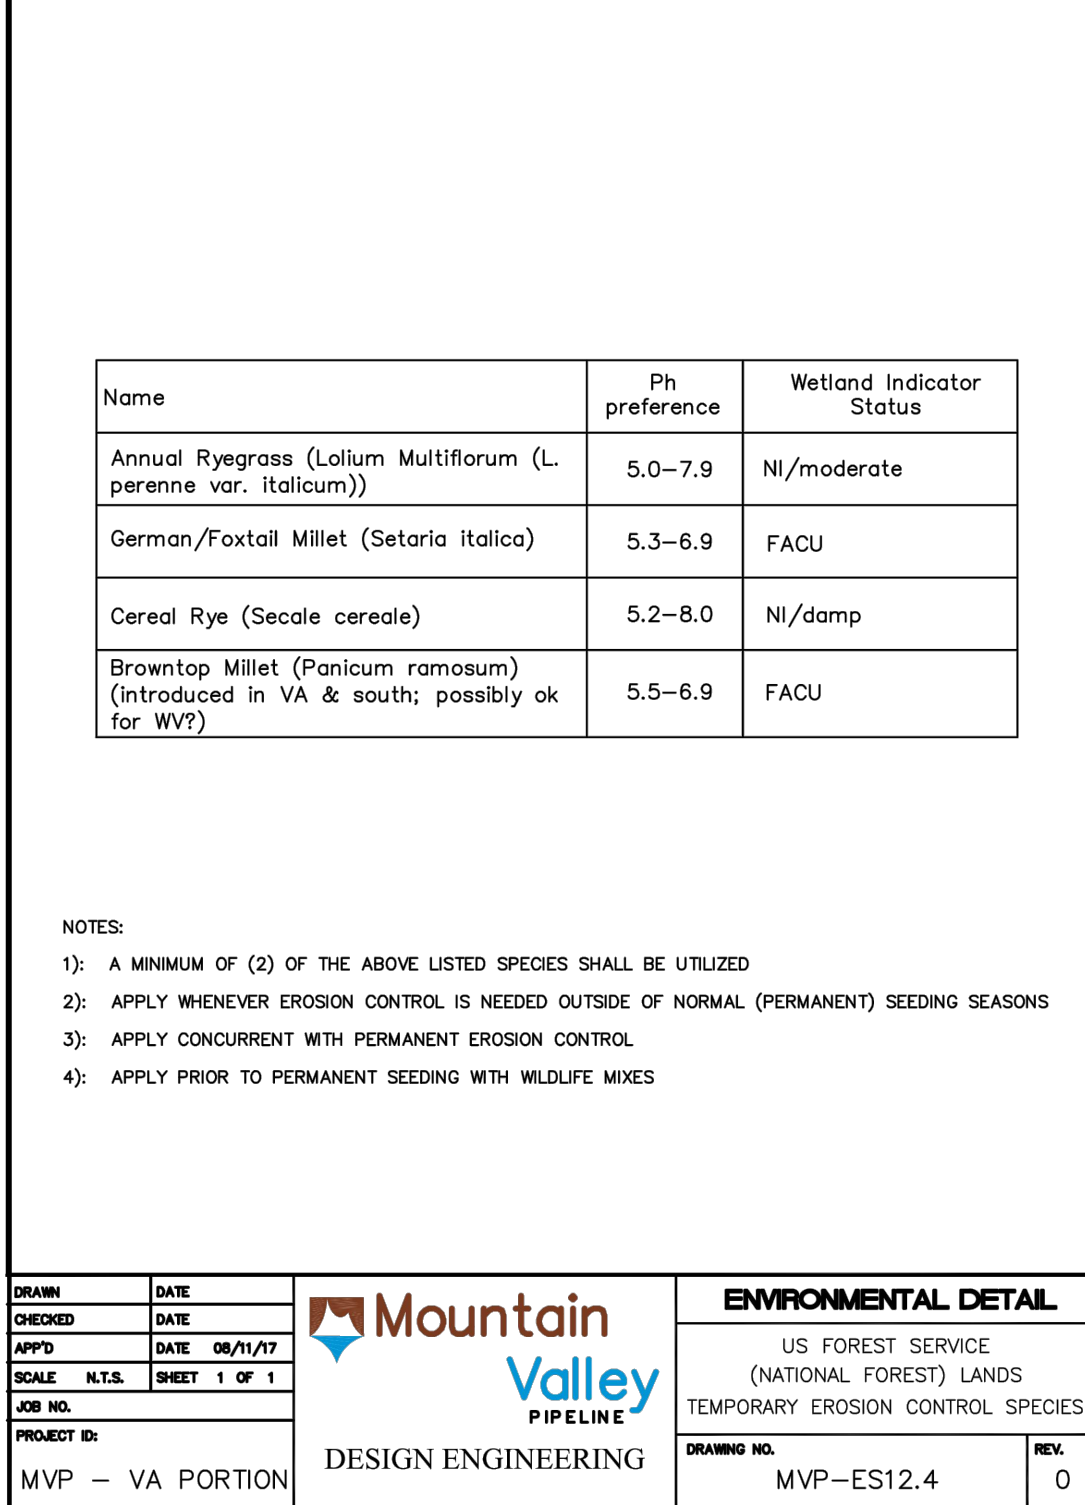 Name
Ph
preference
Wetland Indicator
Status
Annual Ryegrass (Lolium Multiflorum (L.
perenne var. italicum))
5.0-7.9
NI/moderate
German/Foxtail Millet (Setaria italica)
5.3-6.9
FACU
Cereal Rye (Secale cereale)
5.2-8.0
NI/damp
Browntop Millet (Panicum ramosum)
(introduced in VA & south; possibly ok
for WV?)
5.5-6.9
FACU
NOTES:
1): A MINIMUM OF (2) OF THE ABOVE LISTED SPECIES SHALL BE UTILIZED
2): APPLY WHENEVER EROSION CONTROL IS NEEDED OUTSIDE OF NORMAL (PERMANENT) SEEDING SEASONS
3): APPLY CONCURRENT WITH PERMANENT EROSION CONTROL
4): APPLY PRIOR TO PERMANENT SEEDING WITH WILDLIFE MIXES
DRAWN
DATE
CHECKED
DATE
APP'D
DATE 08/11/17
SCALE N.T.S.
SHEET 1 OF 1
JOB NO.
PROJECT ID:
MVP - VA PORTION
Mountain
Valley
PIPELINE
DESIGN ENGINEERING
ENVIRONMENTAL DETAIL
US FOREST SERVICE
(NATIONAL FOREST) LANDS
TEMPORARY EROSION CONTROL SPECIES
DRAWING NO.
MVP-ES12.4
REV.
0